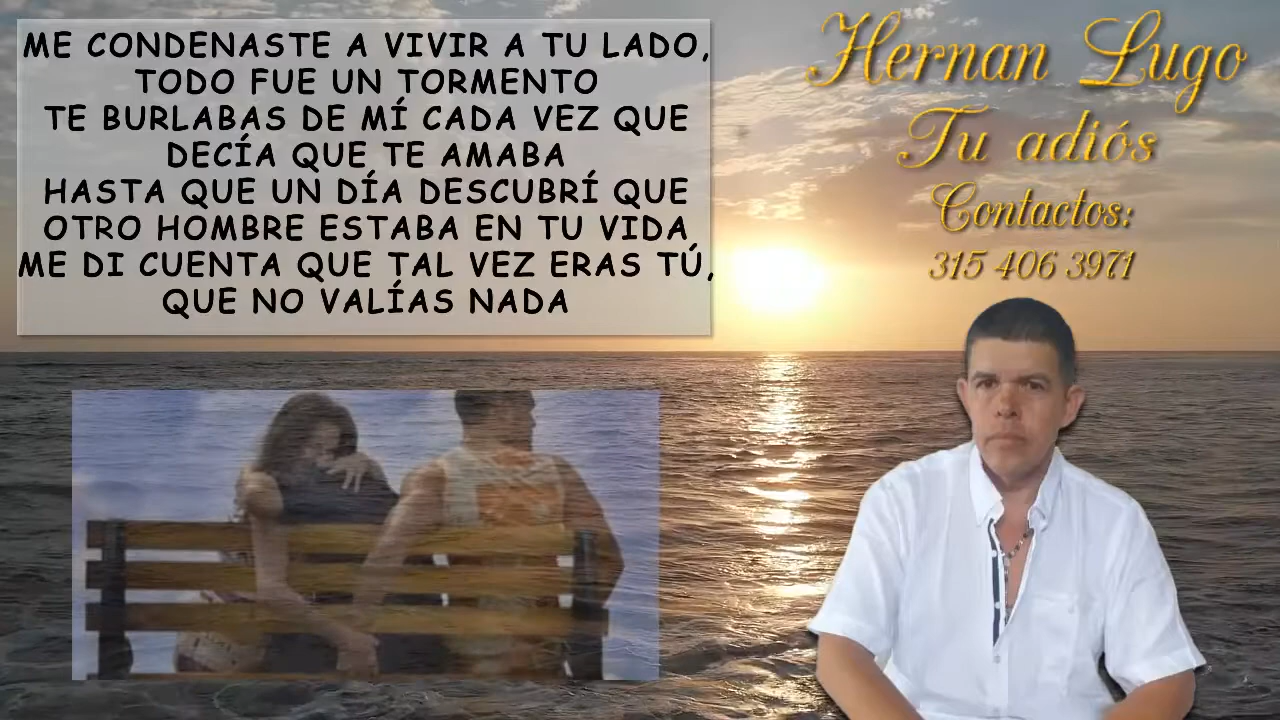 ME CONDENASTE A VIVIR A TU LADO,
TODO FUE UN TORMENTO
TE BURLABAS DE MÍ CADA VEZ QUE
DECÍA QUE TE AMABA
HASTA QUE UN DÍA DESCUBRÍ QUE
OTRO HOMBRE ESTABA EN TU VIDA
ME DI CUENTA QUE TAL VEZ ERAS TÚ,
QUE NO VALÍAS NADA
Hernan Lugo
Tu adiós
Contactos:
315 406 3971